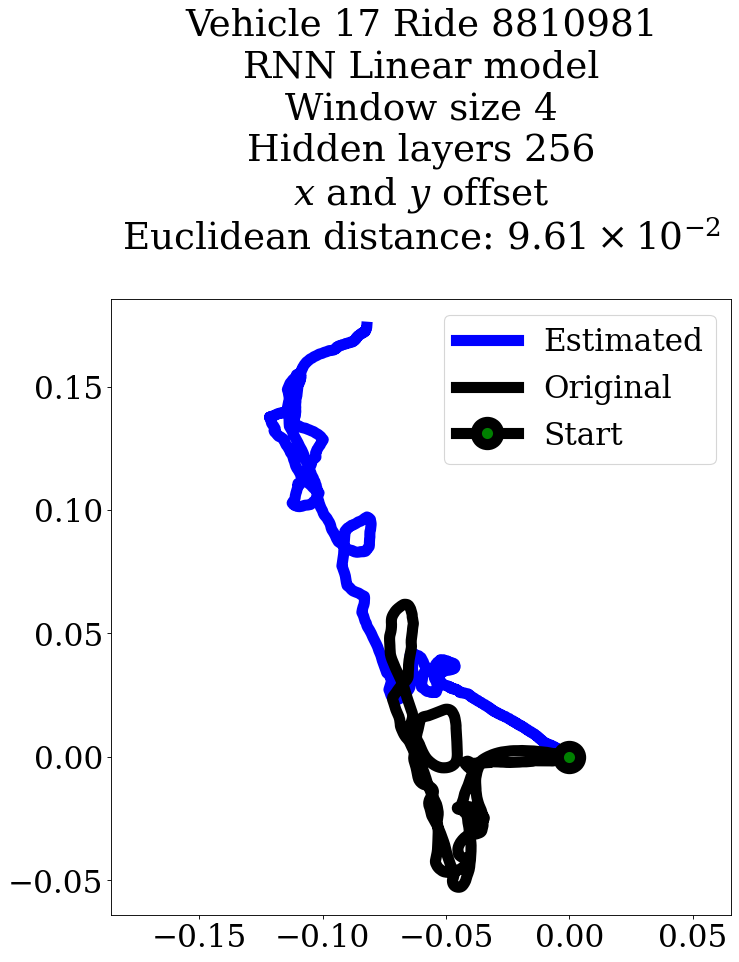 Vehicle 17 Ride 8810981
RNN Linear model
Window size 4
Hidden layers 256
x and y offset
Euclidean distance: 9.61 × 10⁻²
Estimated
Original
Start
0.15
0.10
0.05
0.00
−0.05
−0.15 −0.10 −0.05 0.00 0.05